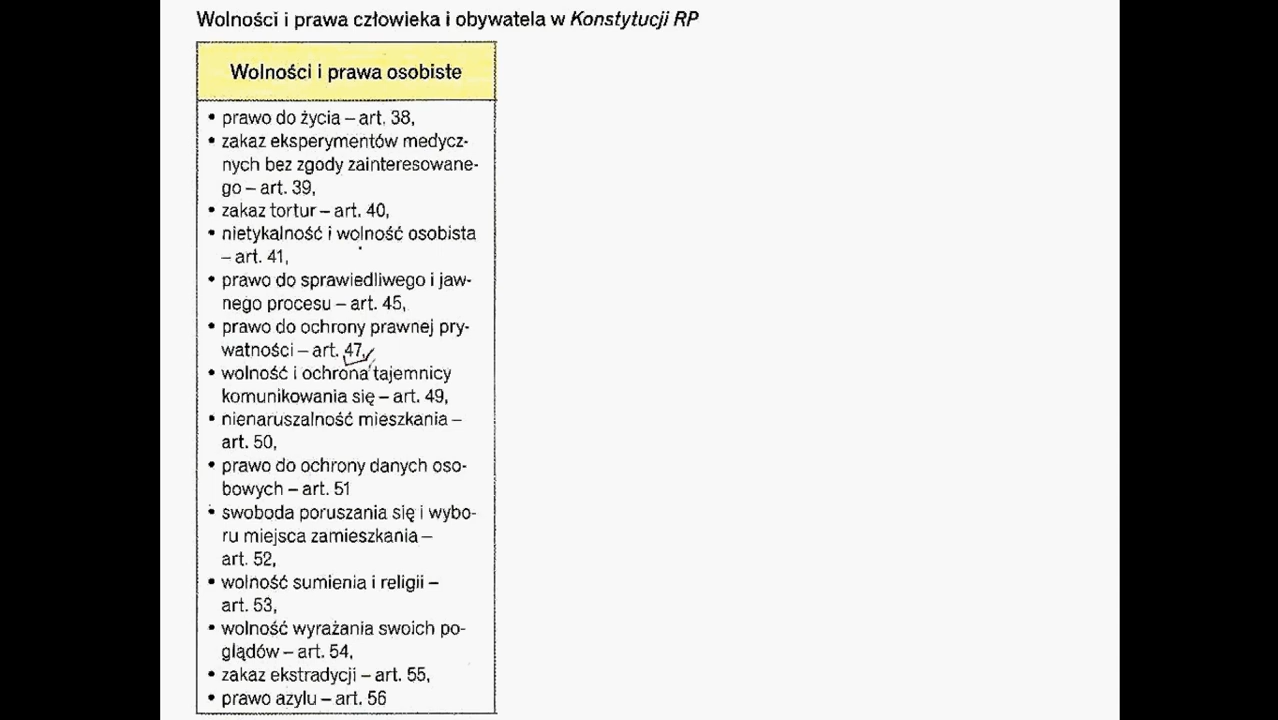 Wolności i prawa człowieka i obywatela w Konstytucji RP
Wolności i prawa osobiste
• prawo do życia – art. 38,
• zakaz eksperymentów medycz-
nych bez zgody zainteresowane-
go – art. 39,
• zakaz tortur – art. 40,
• nietykalność i wolność osobista
– art. 41,
• prawo do sprawiedliwego i jaw-
nego procesu – art. 45,
• prawo do ochrony prawnej pry-
watności – art. 47,
• wolność i ochrona tajemnicy
komunikowania się – art. 49,
• nienaruszalność mieszkania –
art. 50,
• prawo do ochrony danych oso-
bowych – art. 51
• swoboda poruszania się i wybo-
ru miejsca zamieszkania –
art. 52,
• wolność sumienia i religii –
art. 53,
• wolność wyrażania swoich po-
glądów – art. 54,
• zakaz ekstradycji – art. 55,
• prawo azylu – art. 56